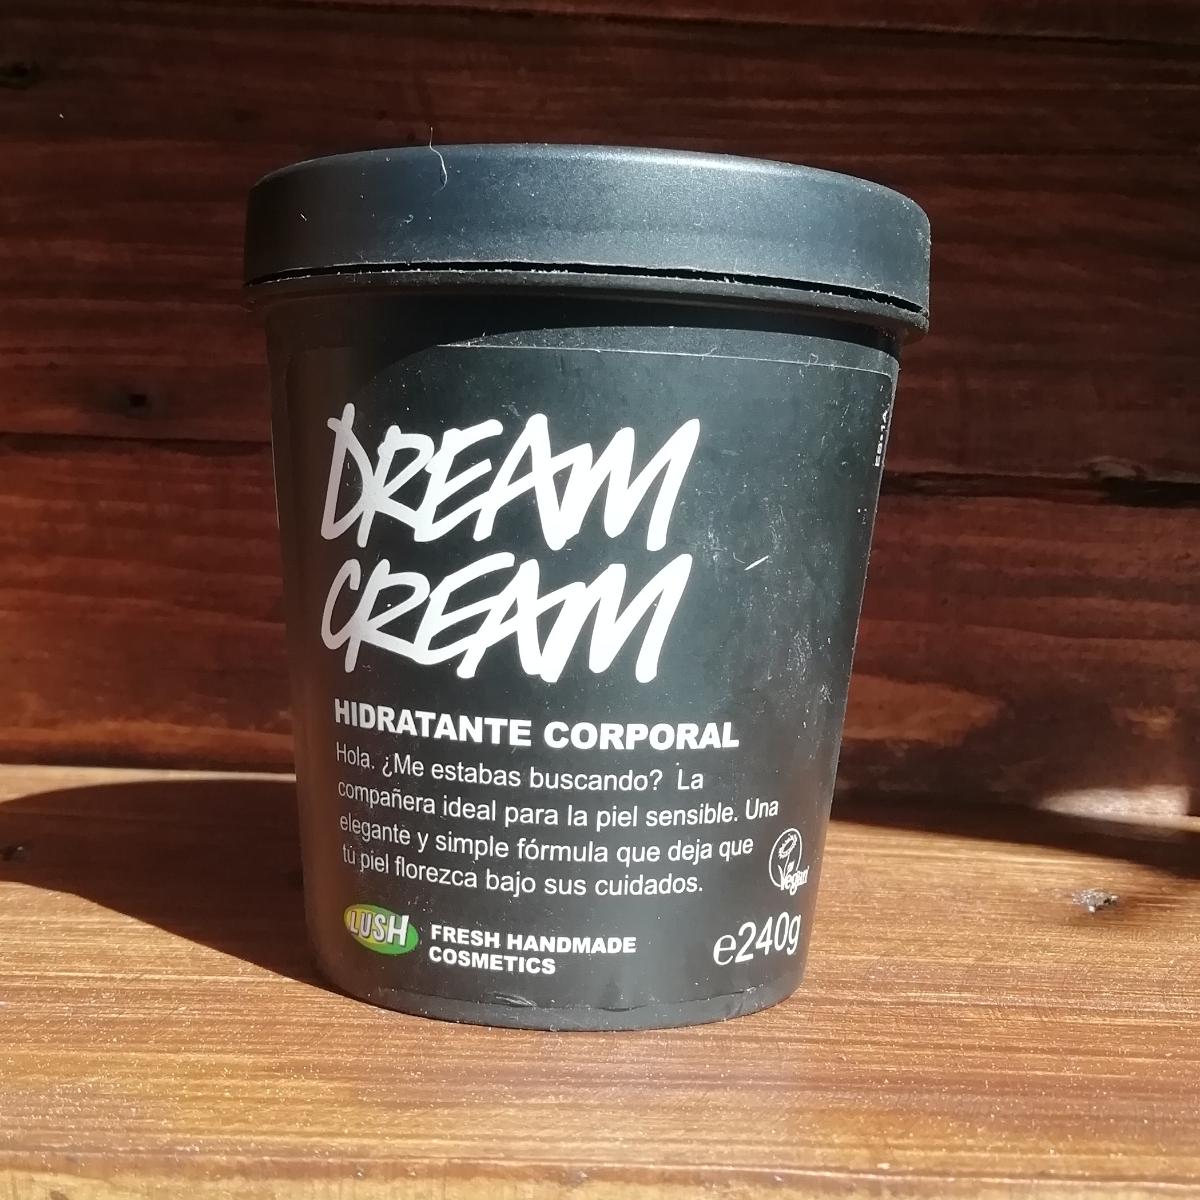 DREAM
CREAM
HIDRATANTE CORPORAL
Hola. ¿Me estabas buscando? La
compañera ideal para la piel sensible. Una
elegante y simple fórmula que deja que
tu piel florezca bajo sus cuidados.
Vegan
LUSH
FRESH HANDMADE
COSMETICS
e240g